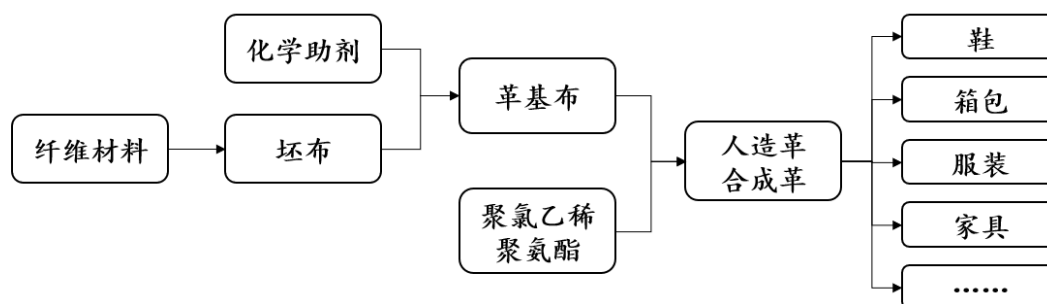 化学助剂
纤维材料
坯布
革基布
聚氯乙稀
聚氨酯
人造革
合成革
鞋
箱包
服装
家具
……